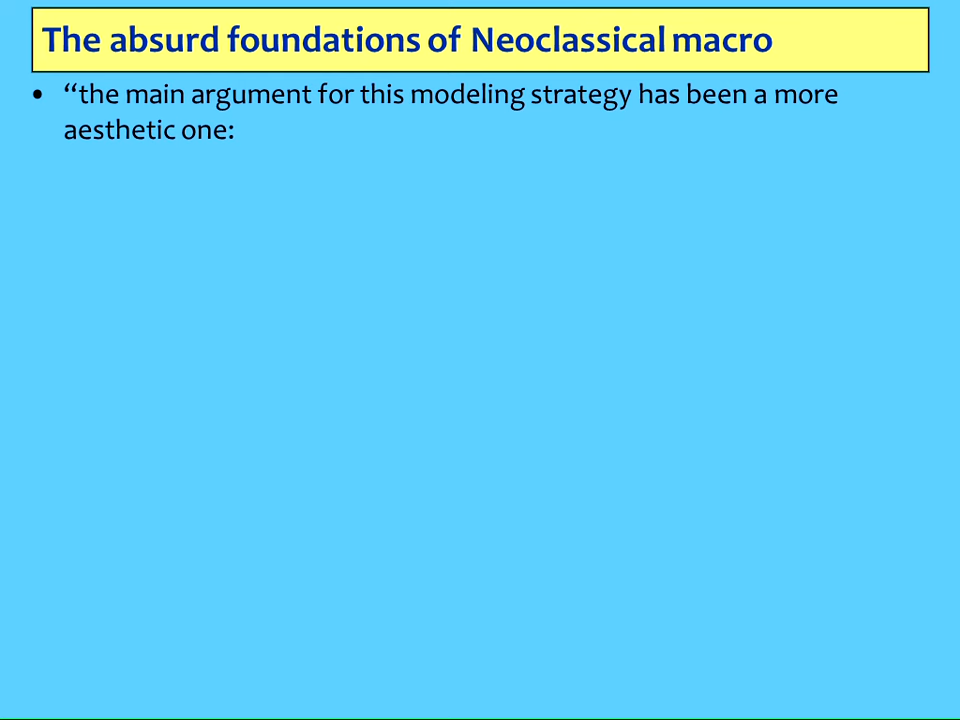 The absurd foundations of Neoclassical macro
• “the main argument for this modeling strategy has been a more
aesthetic one: